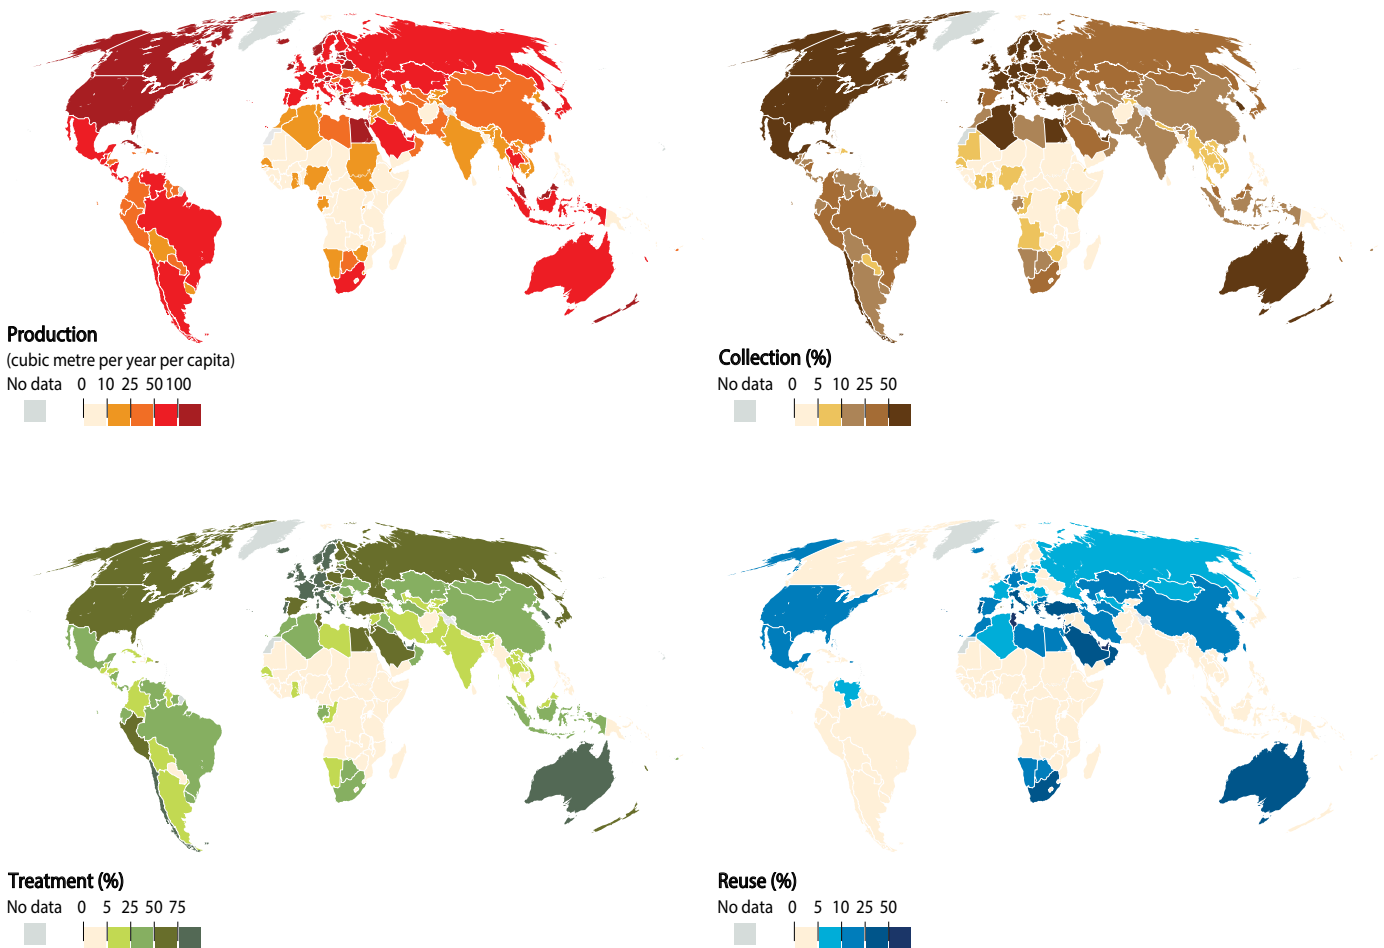 Production
(cubic metre per year per capita)
No data 0 10 25 50 100
Collection (%)
No data 0 5 10 25 50
Treatment (%)
No data 0 5 25 50 75
Reuse (%)
No data 0 5 10 25 50